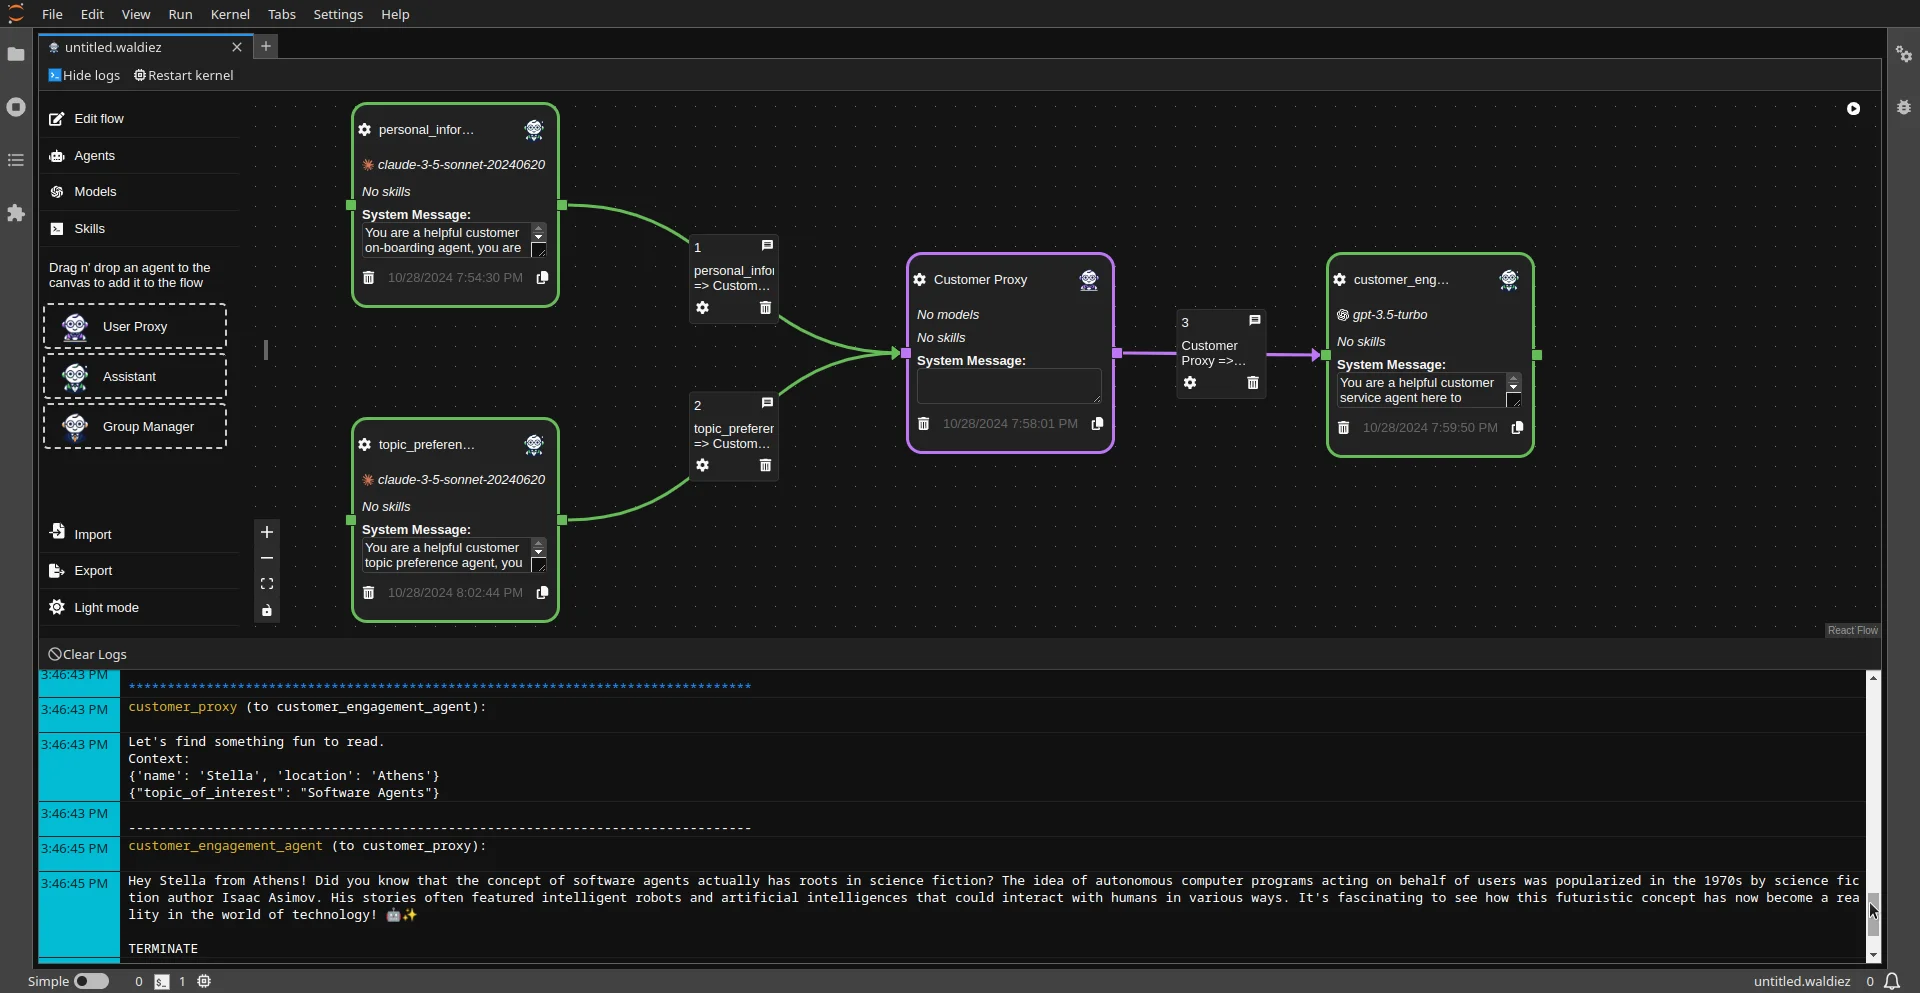 File Edit View Run Kernel Tabs Settings Help
untitled.waldiez
Hide logs Restart kernel
Edit flow
Agents
Models
Skills
Drag n' drop an agent to the
canvas to add it to the flow
User Proxy
Assistant
Group Manager
Import
Export
Light mode
personal_infor…
claude-3-5-sonnet-20240620
No skills
System Message:
You are a helpful customer
on-boarding agent, you are
10/28/2024 7:54:30 PM
topic_preferen…
claude-3-5-sonnet-20240620
No skills
System Message:
You are a helpful customer
topic preference agent, you
10/28/2024 8:02:44 PM
1
personal_infor
=> Custom…
2
topic_preferer
=> Custom…
Customer Proxy
No models
No skills
System Message:
10/28/2024 7:58:01 PM
3
Customer
Proxy =>…
customer_eng…
gpt-3.5-turbo
No skills
System Message:
You are a helpful customer
service agent here to
10/28/2024 7:59:50 PM
React Flow
Clear Logs
3:46:43 PM ********************************************************************************
3:46:43 PM customer_proxy (to customer_engagement_agent):
3:46:43 PM Let's find something fun to read.
Context:
{'name': 'Stella', 'location': 'Athens'}
{"topic_of_interest": "Software Agents"}
3:46:43 PM
--------------------------------------------------------------------------------
3:46:45 PM customer_engagement_agent (to customer_proxy):
3:46:45 PM Hey Stella from Athens! Did you know that the concept of software agents actually has roots in science fiction? The idea of autonomous computer programs acting on behalf of users was popularized in the 1970s by science fic
tion author Isaac Asimov. His stories often featured intelligent robots and artificial intelligences that could interact with humans in various ways. It's fascinating to see how this futuristic concept has now become a rea
lity in the world of technology! 🤖✨
TERMINATE
Simple 0 1 untitled.waldiez 0